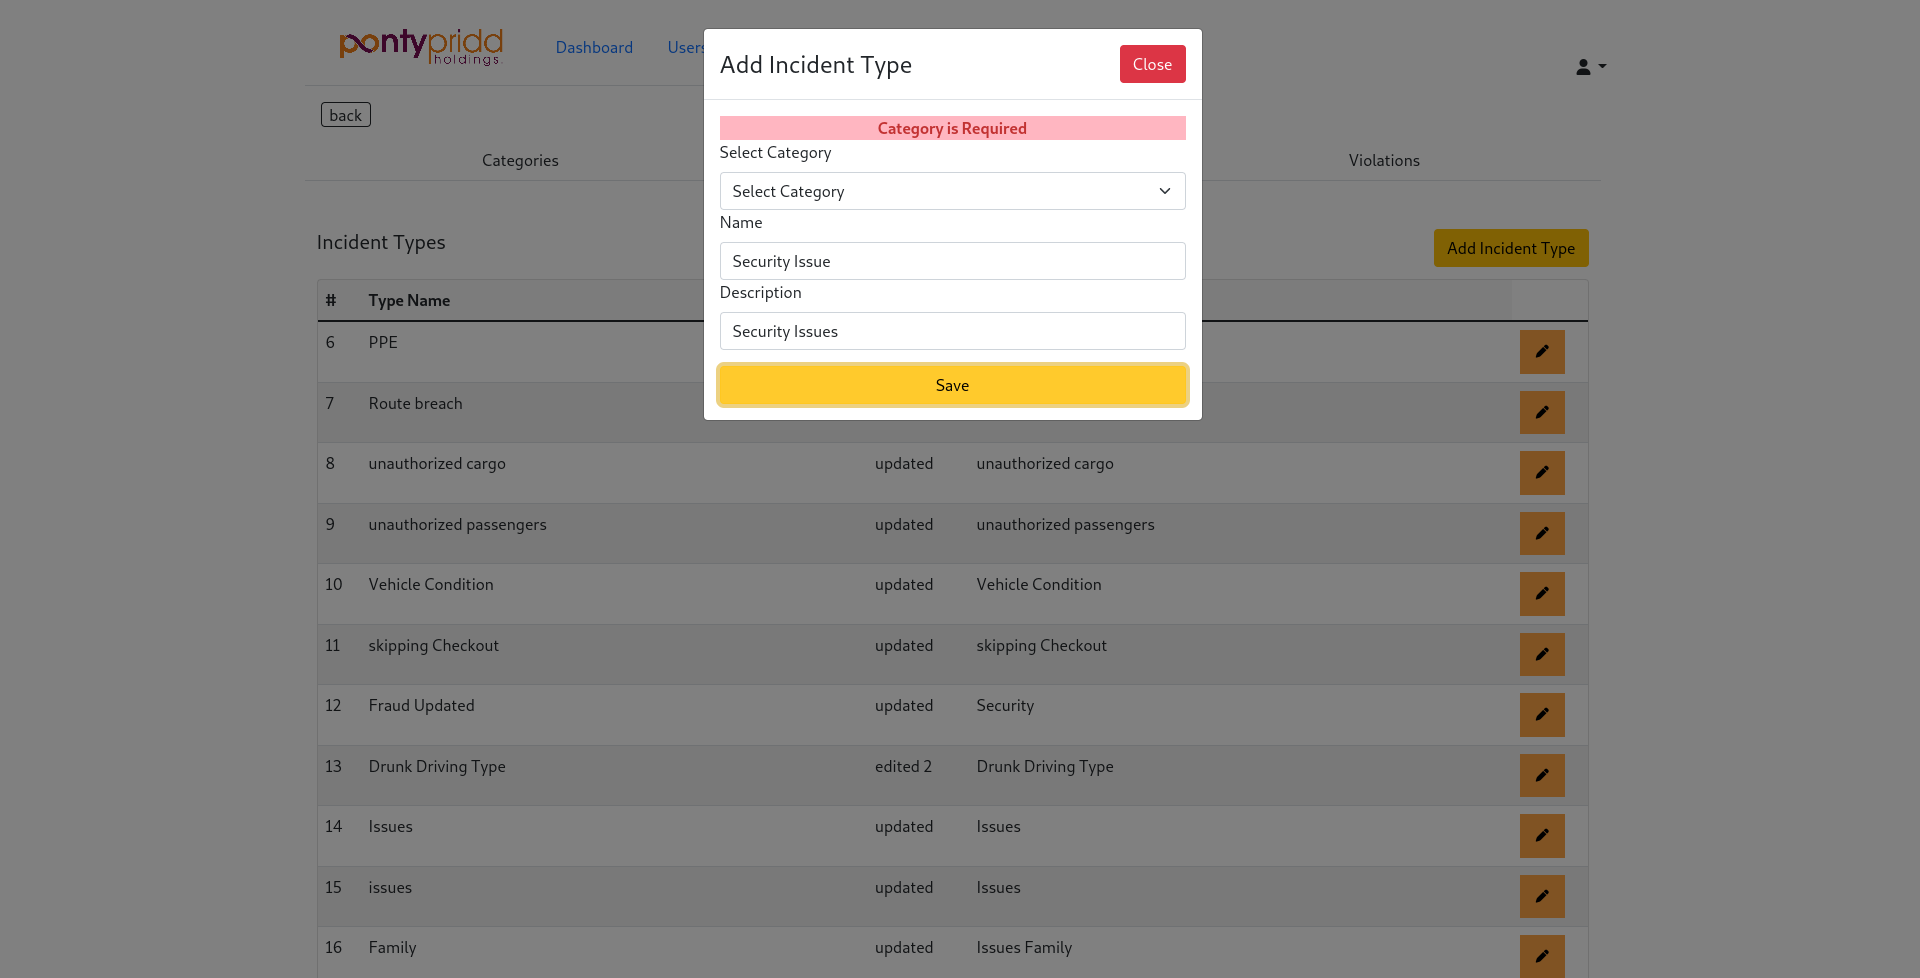 pontypridd
holdings.
Dashboard Users
back
Categories Violations
Incident Types Add Incident Type
# Type Name
6 PPE
7 Route breach
8 unauthorized cargo updated unauthorized cargo
9 unauthorized passengers updated unauthorized passengers
10 Vehicle Condition updated Vehicle Condition
11 skipping Checkout updated skipping Checkout
12 Fraud Updated updated Security
13 Drunk Driving Type edited 2 Drunk Driving Type
14 Issues updated Issues
15 issues updated Issues
16 Family updated Issues Family
Add Incident Type Close
Category is Required
Select Category
Select Category
Name
Security Issue
Description
Security Issues
Save